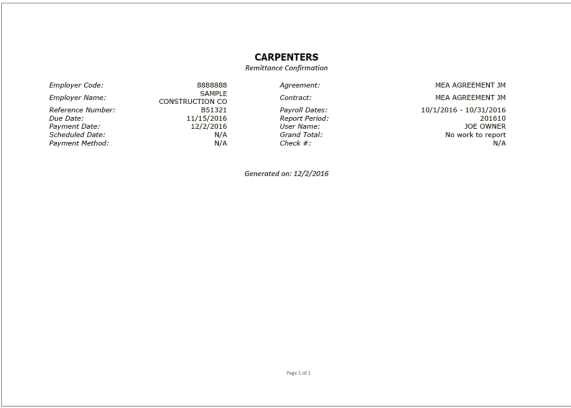 CARPENTERS
Remittance Confirmation
Employer Code: 8888888 Agreement: MEA AGREEMENT JM
Employer Name: SAMPLE CONSTRUCTION CO Contract: MEA AGREEMENT JM
Reference Number: B51321 Payroll Dates: 10/1/2016 - 10/31/2016
Due Date: 11/15/2016 Report Period: 201610
Payment Date: 12/2/2016 User Name: JOE OWNER
Scheduled Date: N/A Grand Total: No work to report
Payment Method: N/A Check #: N/A
Generated on: 12/2/2016
Page 1 of 1